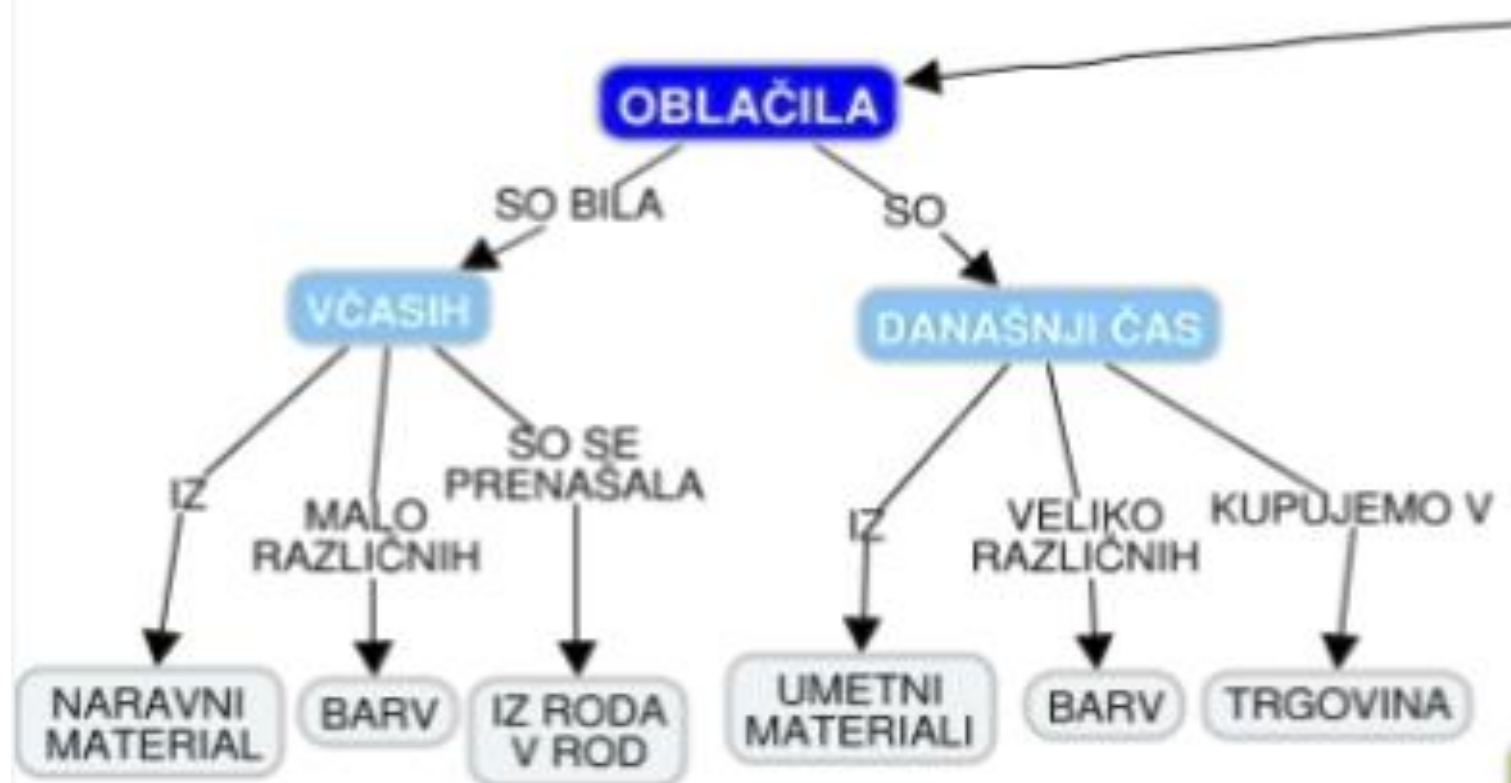 OBLAČILA
SO BILA
SO
VČASIH
DANAŠNJI ČAS
IZ
MALO
RAZLIČNIH
SO SE
PRENAŠALA
IZ
VELIKO
RAZLIČNIH
KUPUJEMO V
NARAVNI
MATERIAL
BARV
IZ RODA
V ROD
UMETNI
MATERIALI
BARV
TRGOVINA